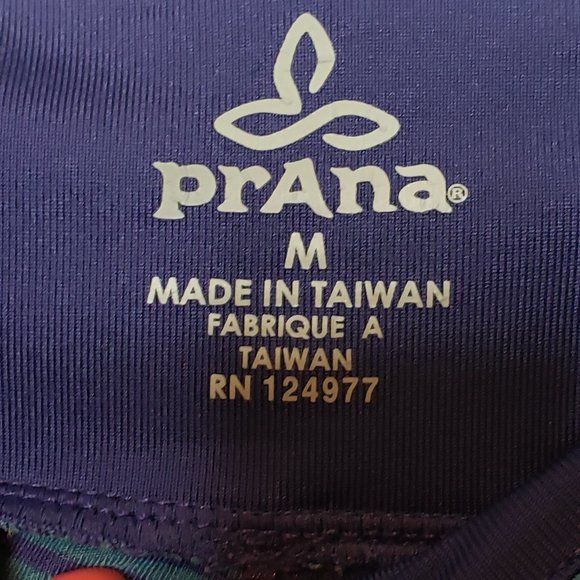 prAna®
M
MADE IN TAIWAN
FABRIQUE A
TAIWAN
RN 124977